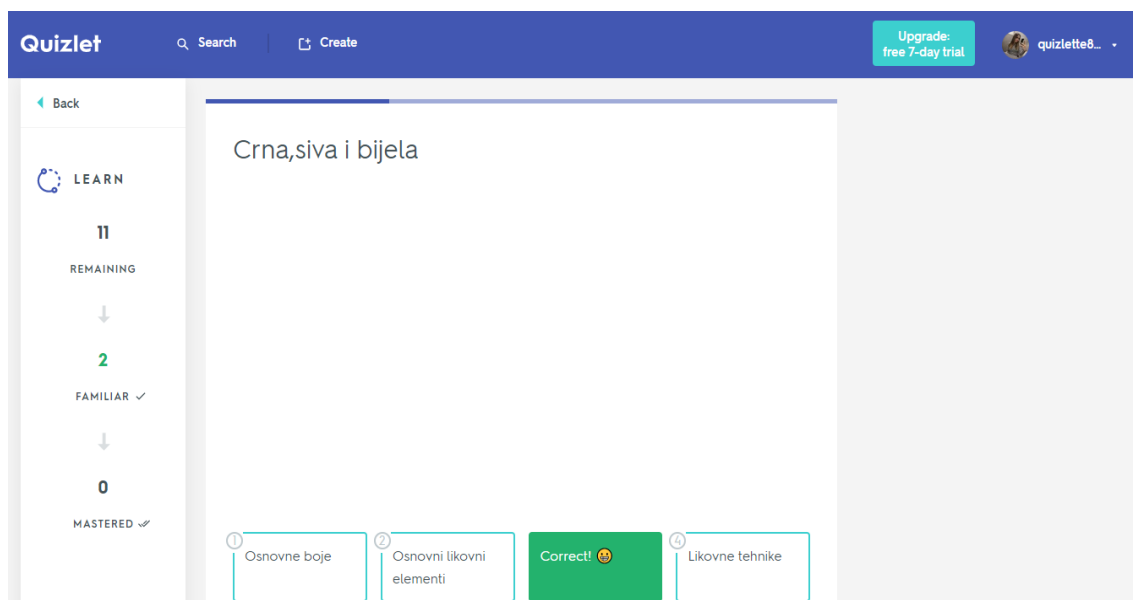 Quizlet
Search
Create
Upgrade:
free 7-day trial
quizlette8...
Back
LEARN
11
REMAINING
2
FAMILIAR
0
MASTERED
Crna,siva i bijela
1
Osnovne boje
2
Osnovni likovni
elementi
Correct!
4
Likovne tehnike